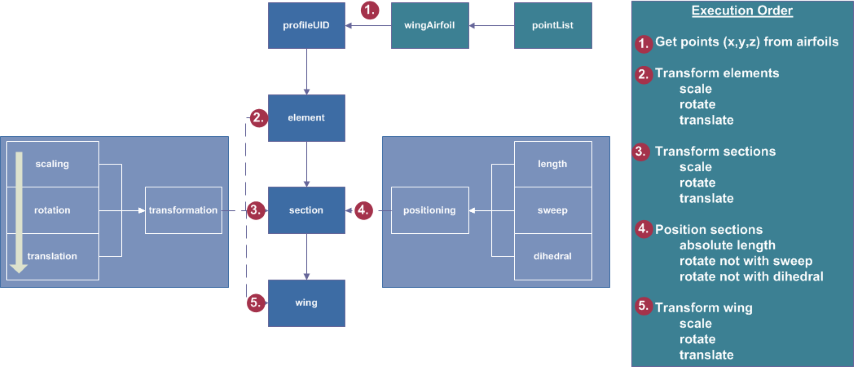 1.
profileUID
wingAirfoil
pointList
2.
element
scaling
rotation
translation
transformation
3.
section
4.
positioning
length
sweep
dihedral
5.
wing
Execution Order
1. Get points (x,y,z) from airfoils
2. Transform elements
scale
rotate
translate
3. Transform sections
scale
rotate
translate
4. Position sections
absolute length
rotate not with sweep
rotate not with dihedral
5. Transform wing
scale
rotate
translate